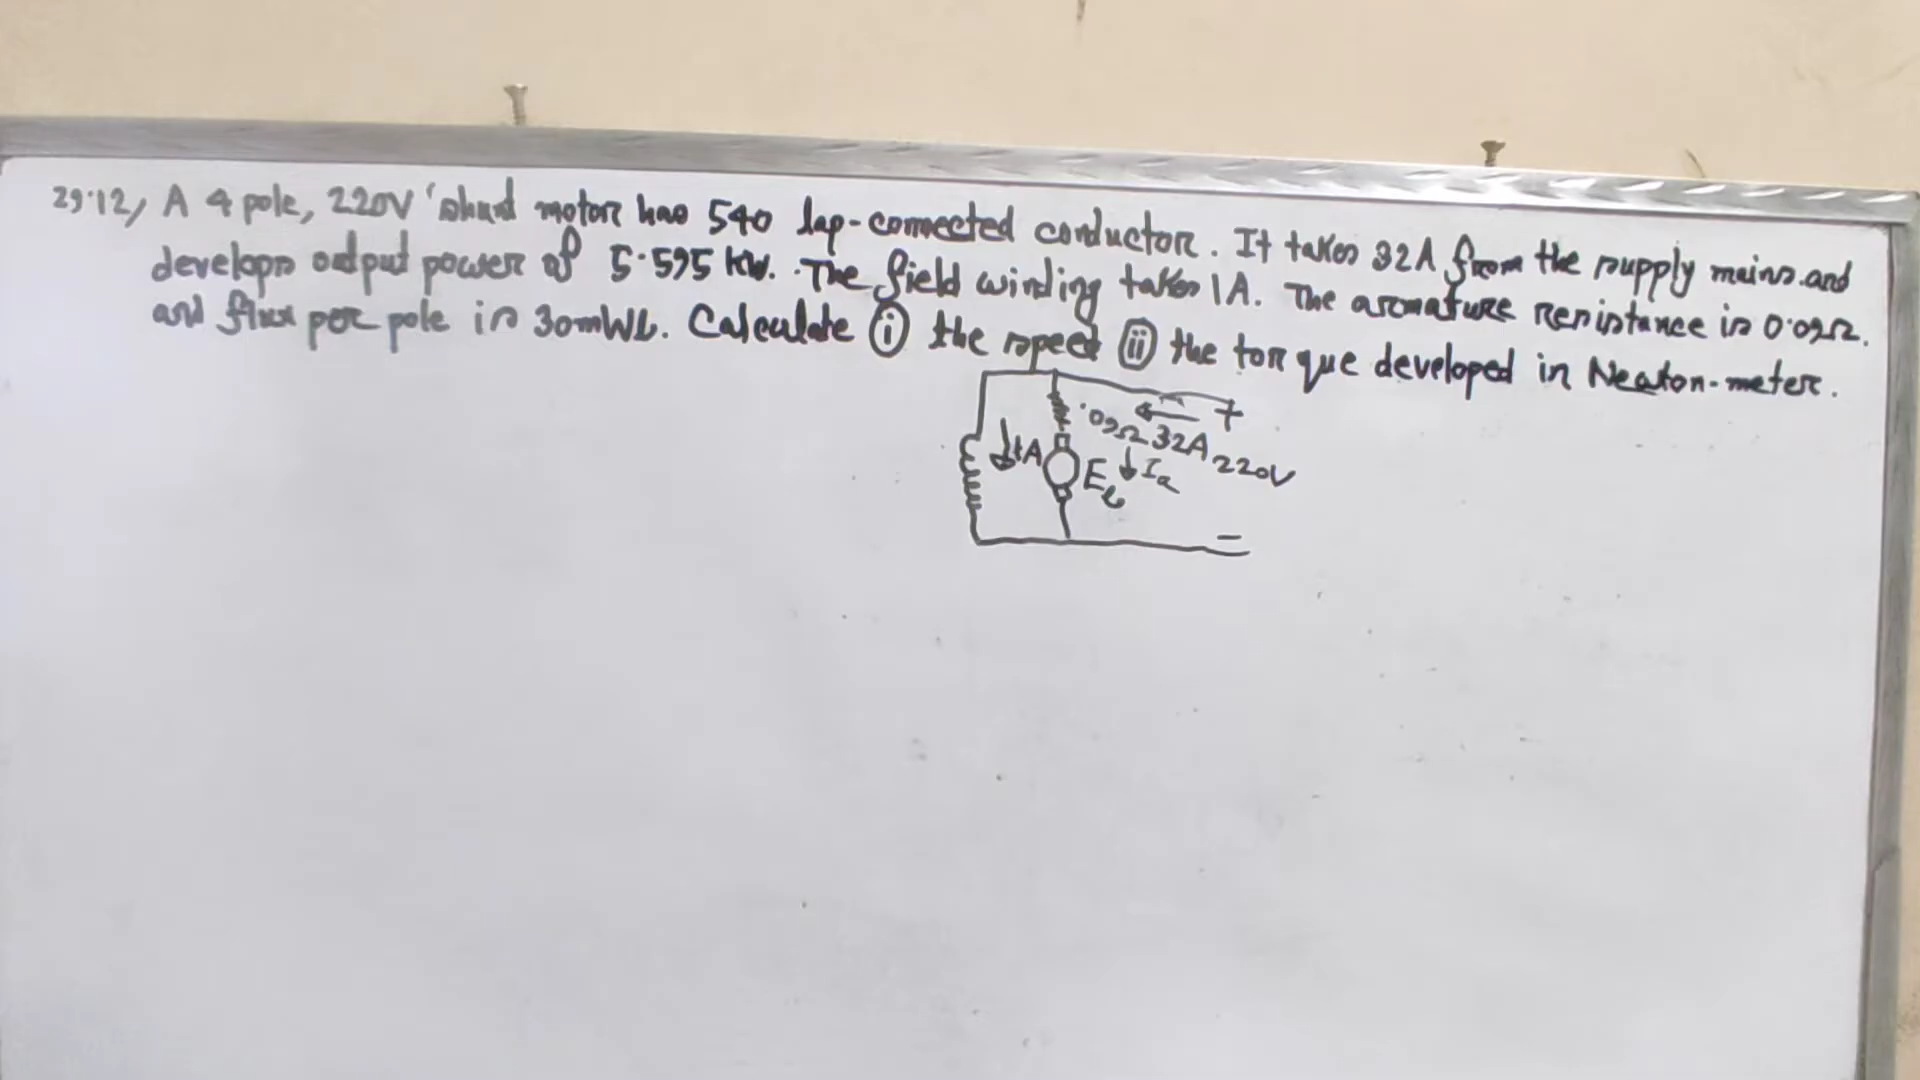 29.12, A 4 pole, 220V shunt motor has 540 lap-connected conductor. It takes 32A from the supply mains and
develops output power of 5.595 KW. The field winding takes 1A. The armature resistance is 0.09Ω.
and flux per pole is 30mWb. Calculate (i) the speed (ii) the torque developed in Newton-meter.
+
.09Ω 32A
1A
220V
Eb
Ia
-